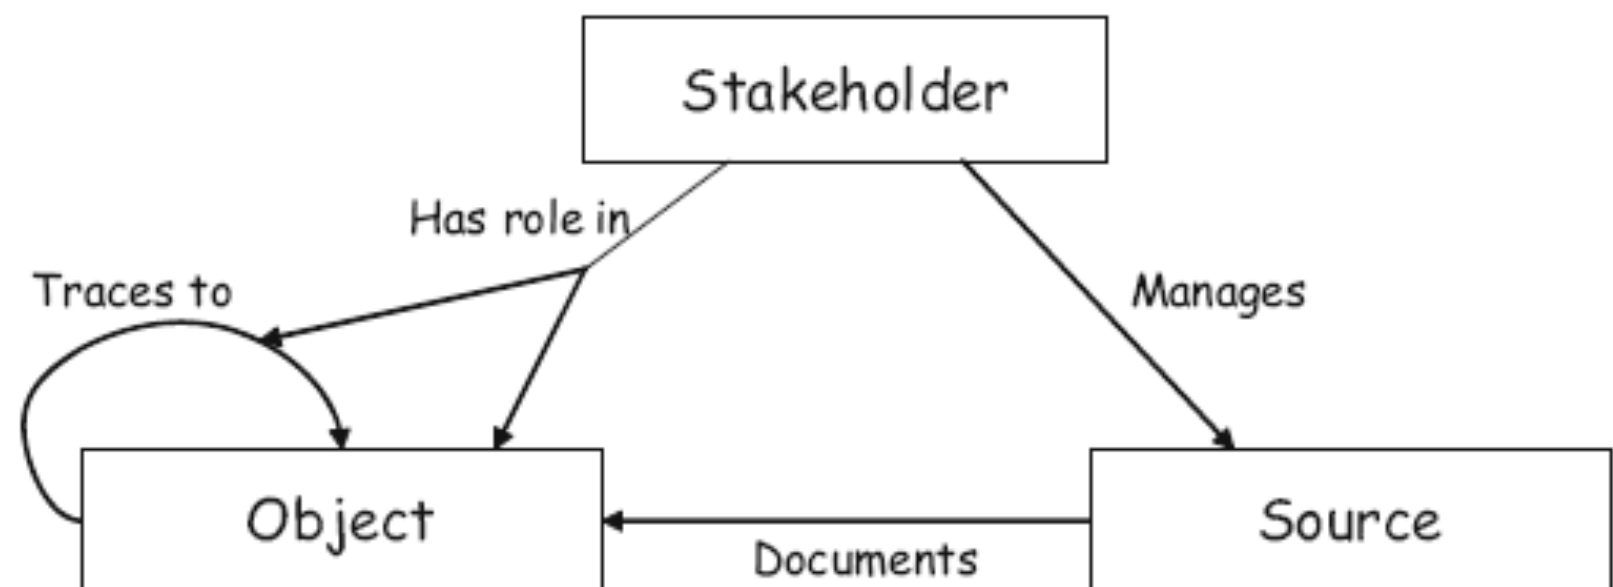 Stakeholder
Has role in
Traces to
Manages
Object
Source
Documents